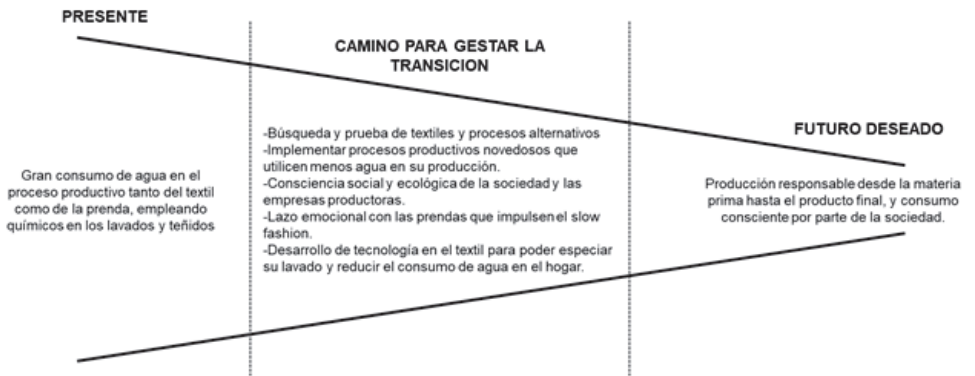 PRESENTE
Gran consumo de agua en el
proceso productivo tanto del textil
como de la prenda, empleando
químicos en los lavados y teñidos
CAMINO PARA GESTAR LA
TRANSICION
-Búsqueda y prueba de textiles y procesos alternativos
-Implementar procesos productivos novedosos que
utilicen menos agua en su producción.
-Consciencia social y ecológica de la sociedad y las
empresas productoras.
-Lazo emocional con las prendas que impulsen el slow
fashion.
-Desarrollo de tecnología en el textil para poder especiar
su lavado y reducir el consumo de agua en el hogar.
FUTURO DESEADO
Producción responsable desde la materia
prima hasta el producto final, y consumo
consciente por parte de la sociedad.